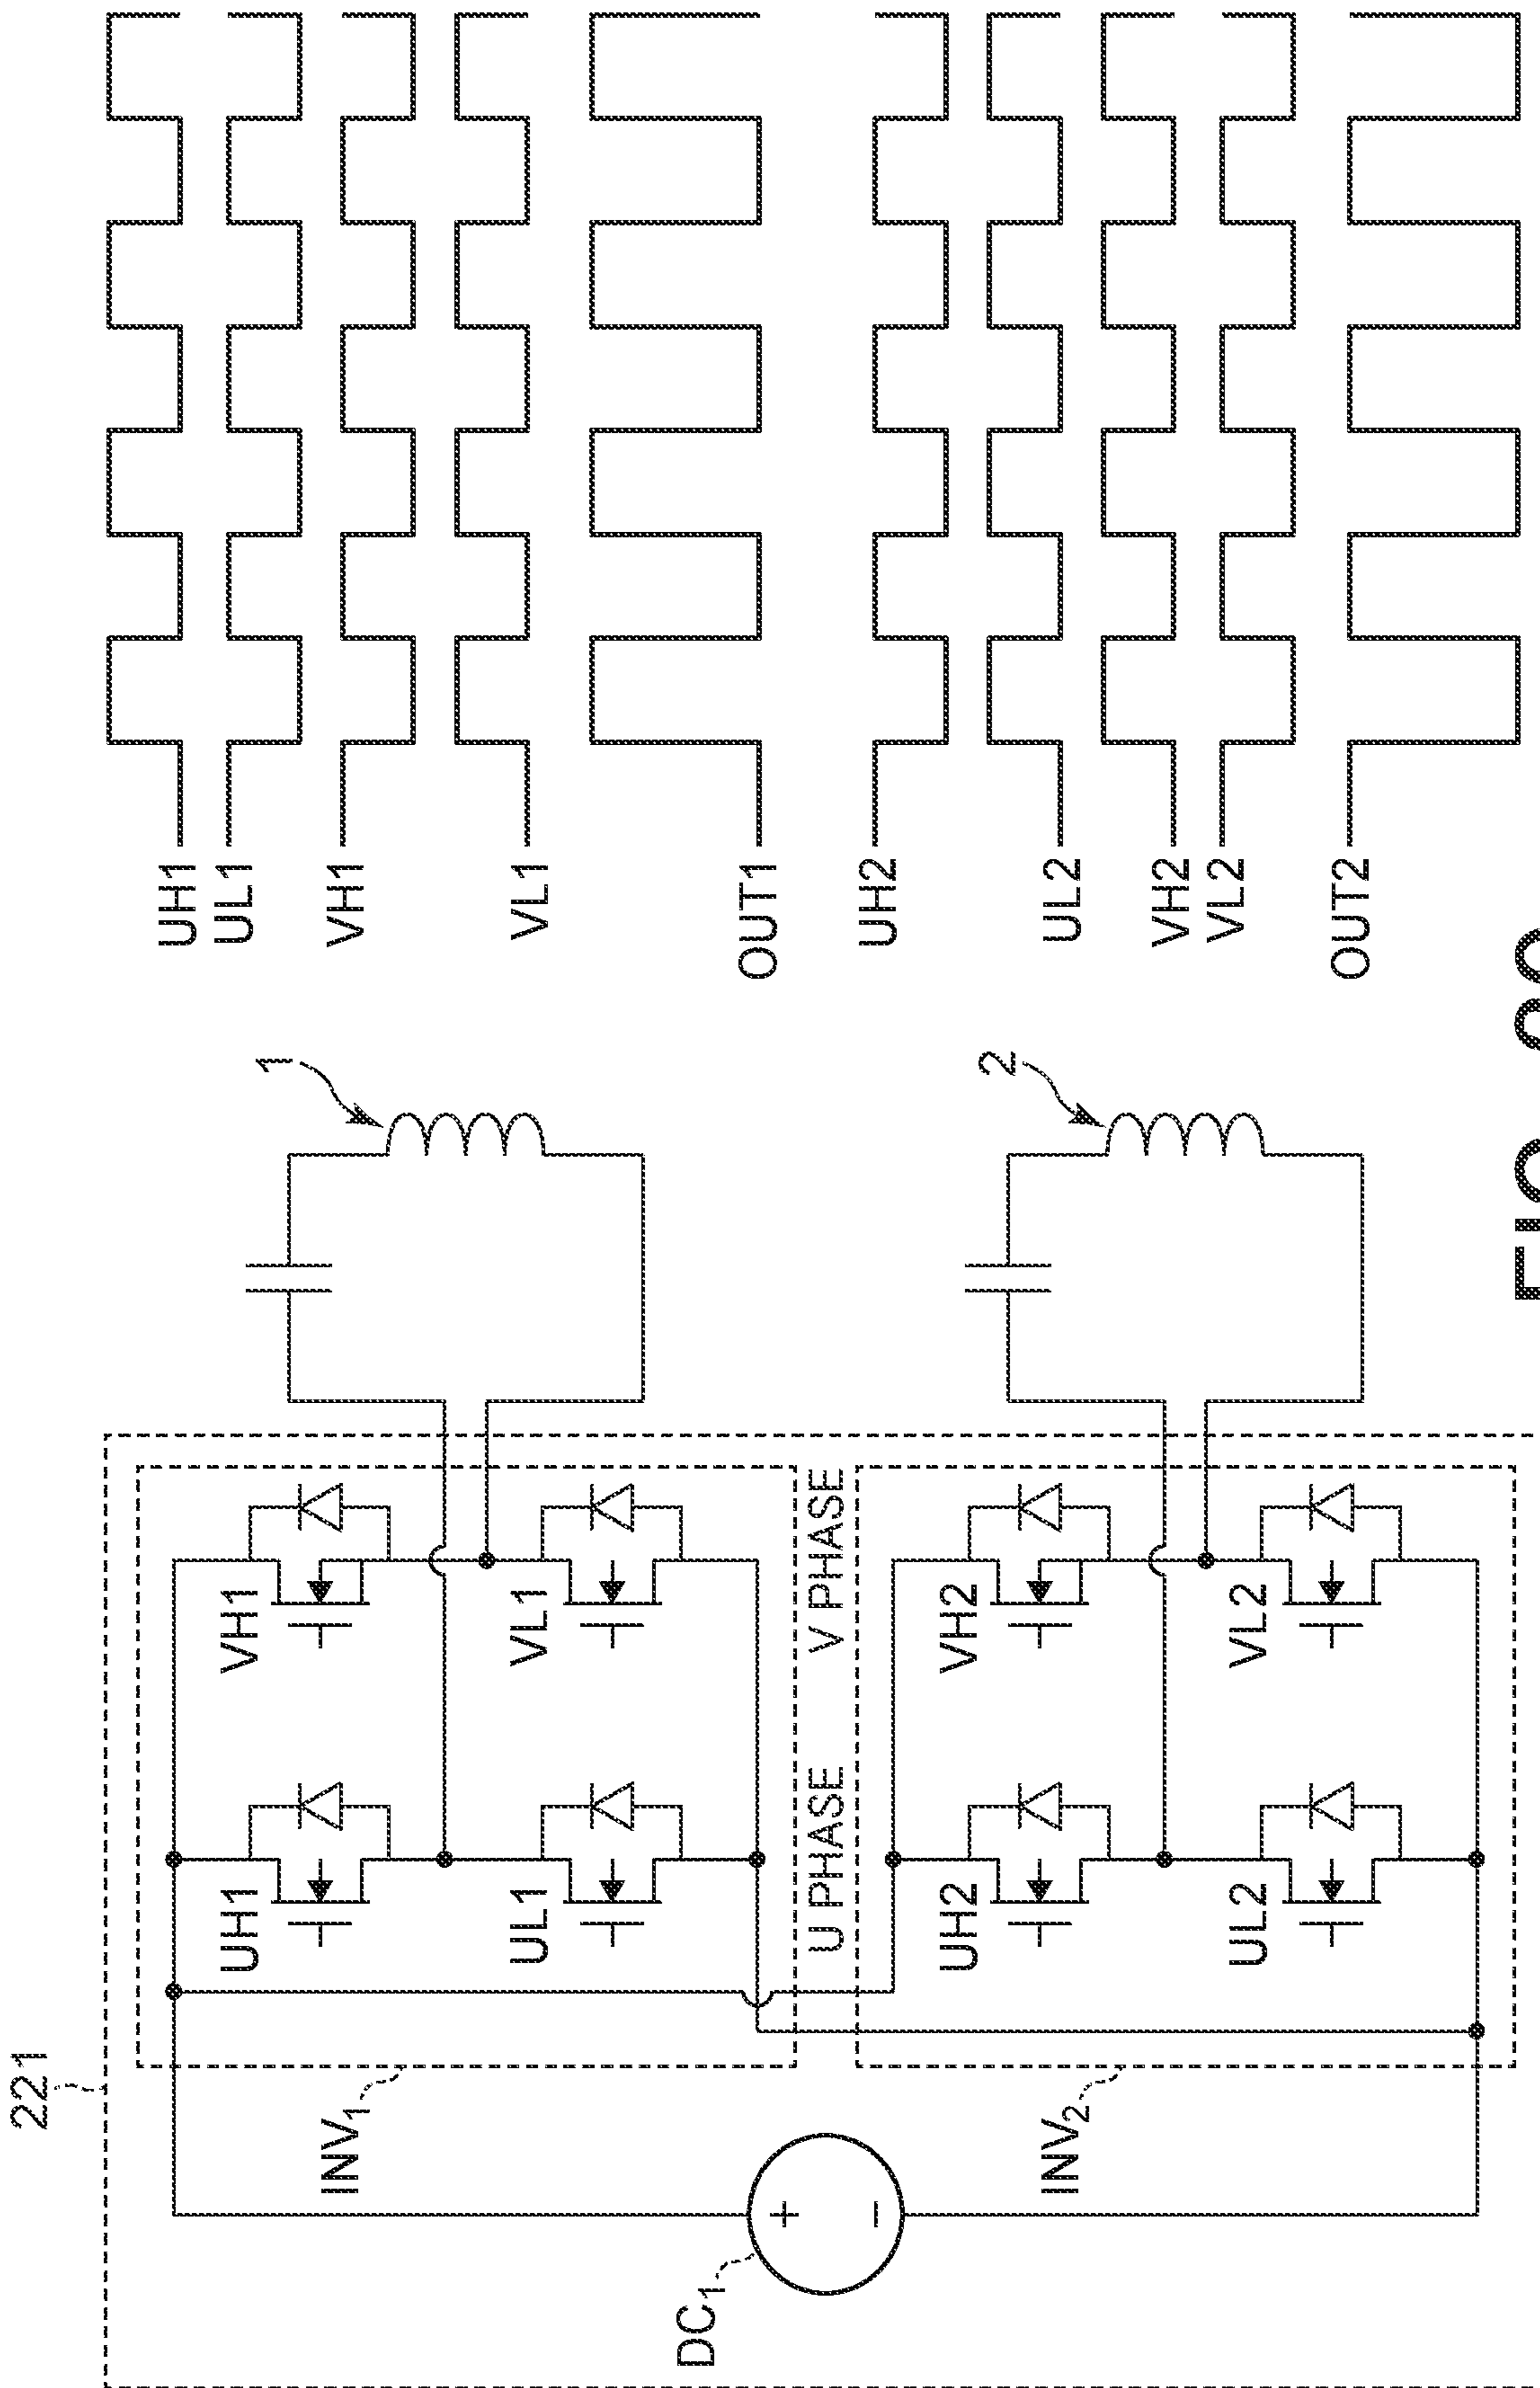 221
DC1
+
−
INV1
UH1
VH1
UL1
VL1
U PHASE
V PHASE
INV2
UH2
VH2
UL2
VL2
1
2
UH1
UL1
VH1
VL1
OUT1
UH2
UL2
VH2
VL2
OUT2